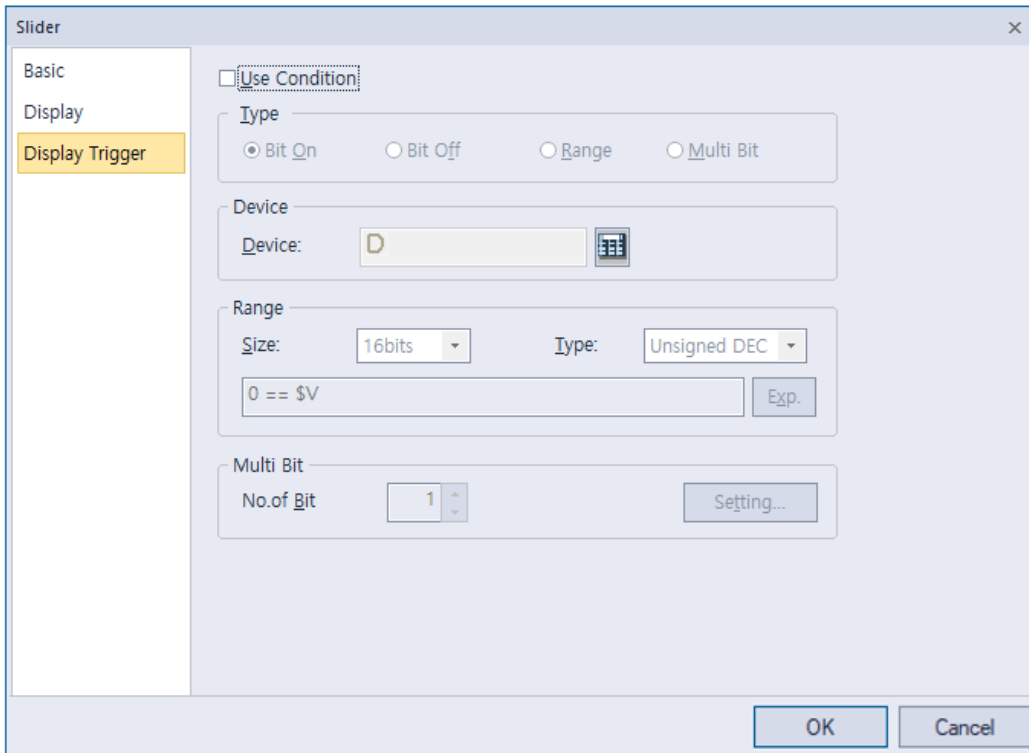 Slider
Basic
Display
Display Trigger
Use Condition
Type
Bit On Bit Off Range Multi Bit
Device
Device: D
Range
Size: 16bits Type: Unsigned DEC
0 == $V Exp.
Multi Bit
No.of Bit 1 Setting...
OK Cancel